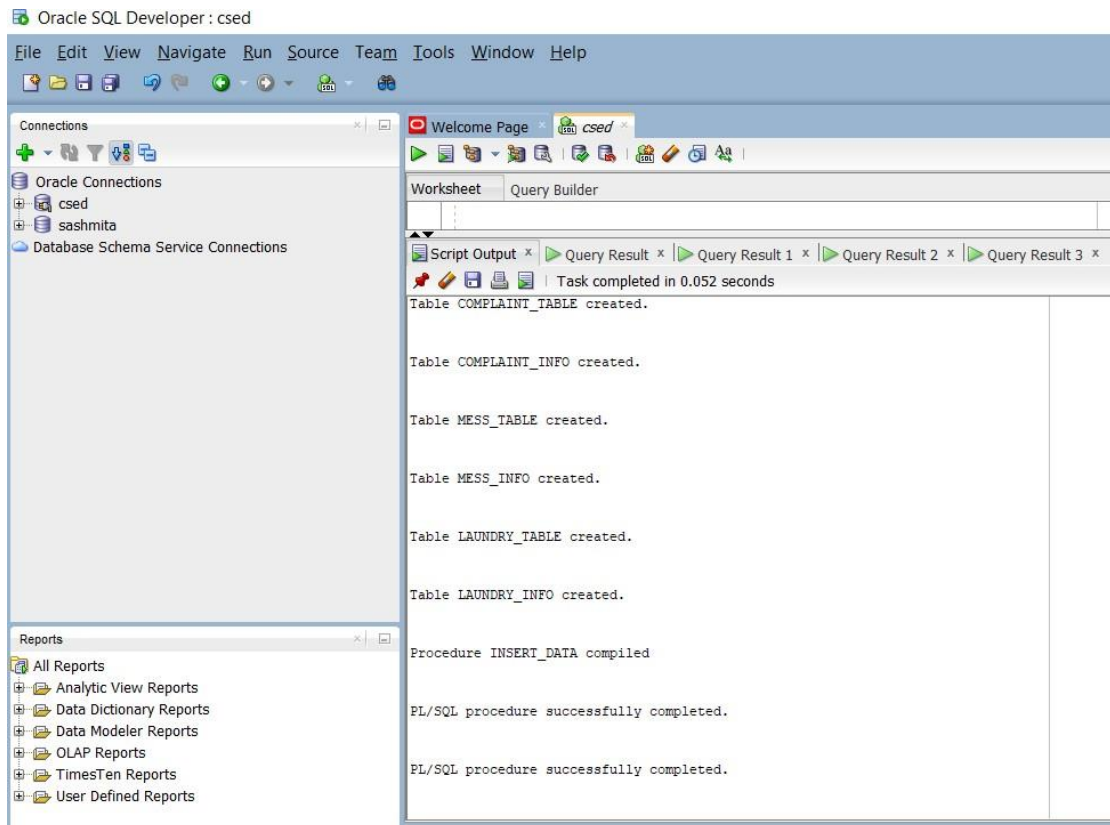 Oracle SQL Developer : csed
File Edit View Navigate Run Source Team Tools Window Help
Connections
Oracle Connections
csed
sashmita
Database Schema Service Connections
Reports
All Reports
Analytic View Reports
Data Dictionary Reports
Data Modeler Reports
OLAP Reports
TimesTen Reports
User Defined Reports
Welcome Page csed
Worksheet Query Builder
Script Output Query Result Query Result 1 Query Result 2 Query Result 3
Task completed in 0.052 seconds
Table COMPLAINT_TABLE created.
Table COMPLAINT_INFO created.
Table MESS_TABLE created.
Table MESS_INFO created.
Table LAUNDRY_TABLE created.
Table LAUNDRY_INFO created.
Procedure INSERT_DATA compiled
PL/SQL procedure successfully completed.
PL/SQL procedure successfully completed.